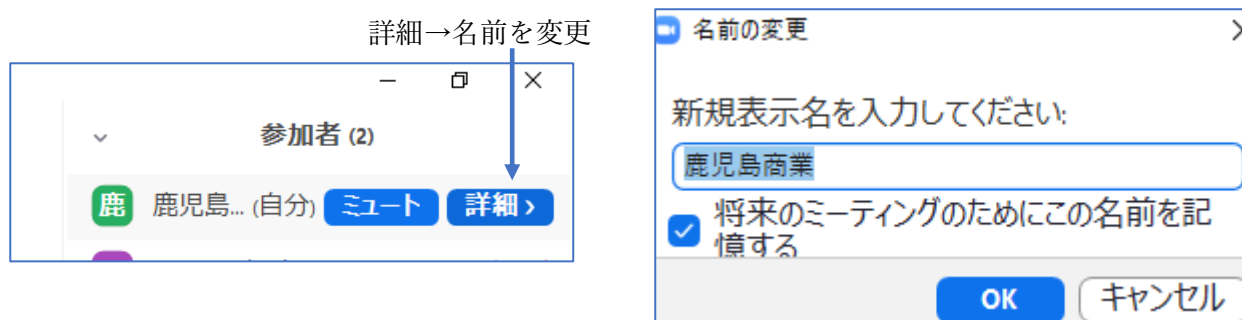 詳細→名前を変更
参加者 (2)
鹿 鹿児島... (自分) ミュート 詳細 >
名前の変更
新規表示名を入力してください:
鹿児島商業
将来のミーティングのためにこの名前を記
憶する
OK キャンセル